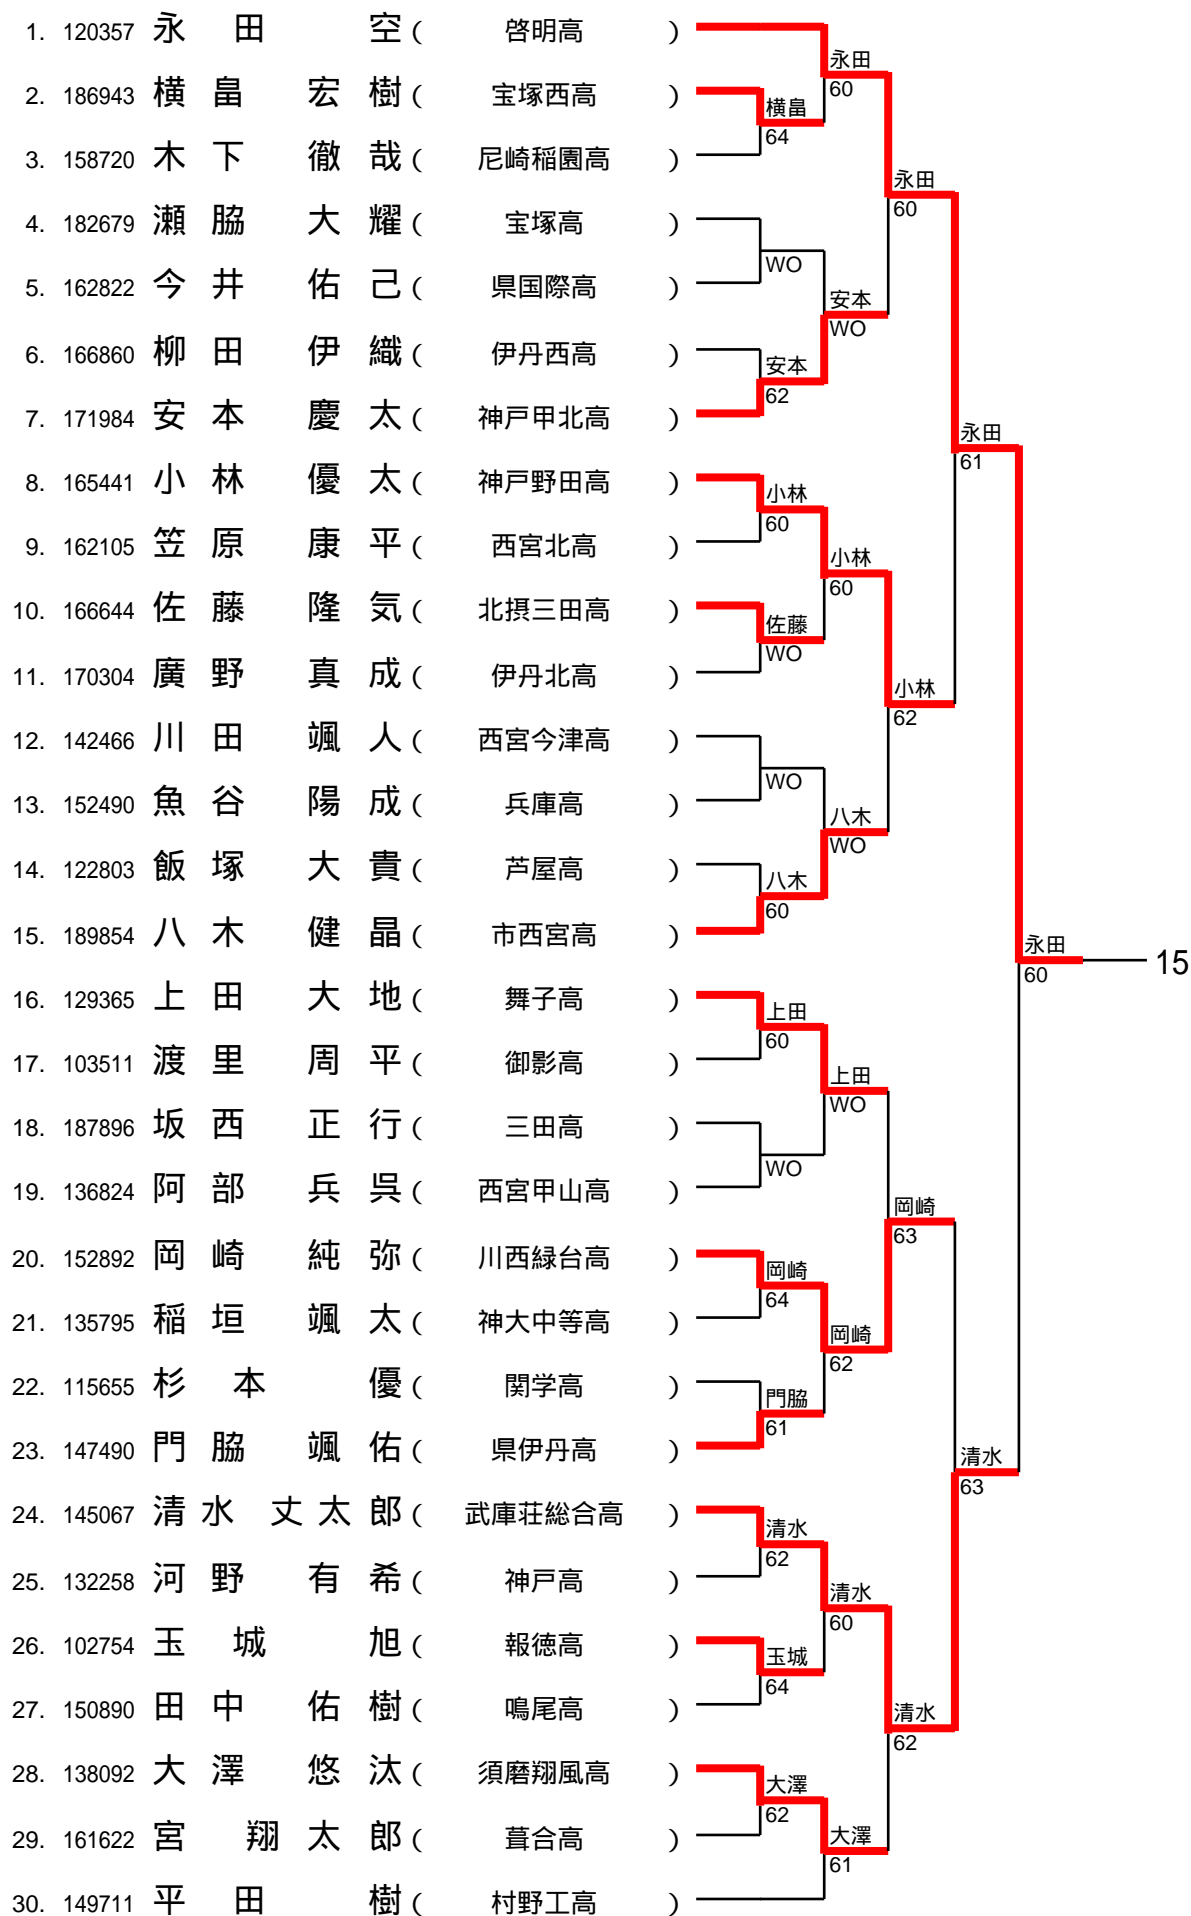 1. 120357 永田 空 ( 啓明高 )
永田
60
2. 186943 横畠 宏樹 ( 宝塚西高 )
横畠
64
3. 158720 木下 徹哉 ( 尼崎稲園高 )
永田
60
4. 182679 瀬脇 大耀 ( 宝塚高 )
WO
5. 162822 今井 佑己 ( 県国際高 )
安本
WO
6. 166860 柳田 伊織 ( 伊丹西高 )
安本
62
7. 171984 安本 慶太 ( 神戸甲北高 )
永田
61
8. 165441 小林 優太 ( 神戸野田高 )
小林
60
9. 162105 笠原 康平 ( 西宮北高 )
小林
60
10. 166644 佐藤 隆気 ( 北摂三田高 )
佐藤
WO
11. 170304 廣野 真成 ( 伊丹北高 )
小林
62
12. 142466 川田 颯人 ( 西宮今津高 )
WO
13. 152490 魚谷 陽成 ( 兵庫高 )
八木
WO
14. 122803 飯塚 大貴 ( 芦屋高 )
八木
60
15. 189854 八木 健晶 ( 市西宮高 )
永田
60
15
16. 129365 上田 大地 ( 舞子高 )
上田
60
17. 103511 渡里 周平 ( 御影高 )
上田
WO
18. 187896 坂西 正行 ( 三田高 )
WO
19. 136824 阿部 兵呉 ( 西宮甲山高 )
岡崎
63
20. 152892 岡崎 純弥 ( 川西緑台高 )
岡崎
64
21. 135795 稲垣 颯太 ( 神大中等高 )
岡崎
62
22. 115655 杉本 優 ( 関学高 )
門脇
61
23. 147490 門脇 颯佑 ( 県伊丹高 )
清水
63
24. 145067 清水 丈太郎 ( 武庫荘総合高 )
清水
62
25. 132258 河野 有希 ( 神戸高 )
清水
60
26. 102754 玉城 旭 ( 報徳高 )
玉城
64
27. 150890 田中 佑樹 ( 鳴尾高 )
清水
62
28. 138092 大澤 悠汰 ( 須磨翔風高 )
大澤
62
29. 161622 宮 翔太郎 ( 葺合高 )
大澤
61
30. 149711 平田 樹 ( 村野工高 )